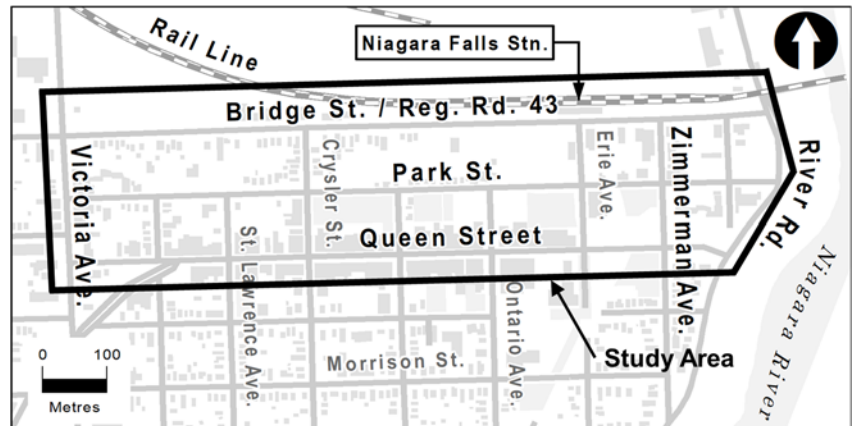 Rail Line
Niagara Falls Stn.
Bridge St. / Reg. Rd. 43
Victoria Ave.
Crysler St.
Park St.
Erie Ave.
Zimmerman Ave.
River Rd.
Queen Street
St. Lawrence Ave.
Ontario Ave.
Niagara River
Morrison St.
Study Area
0 100
Metres